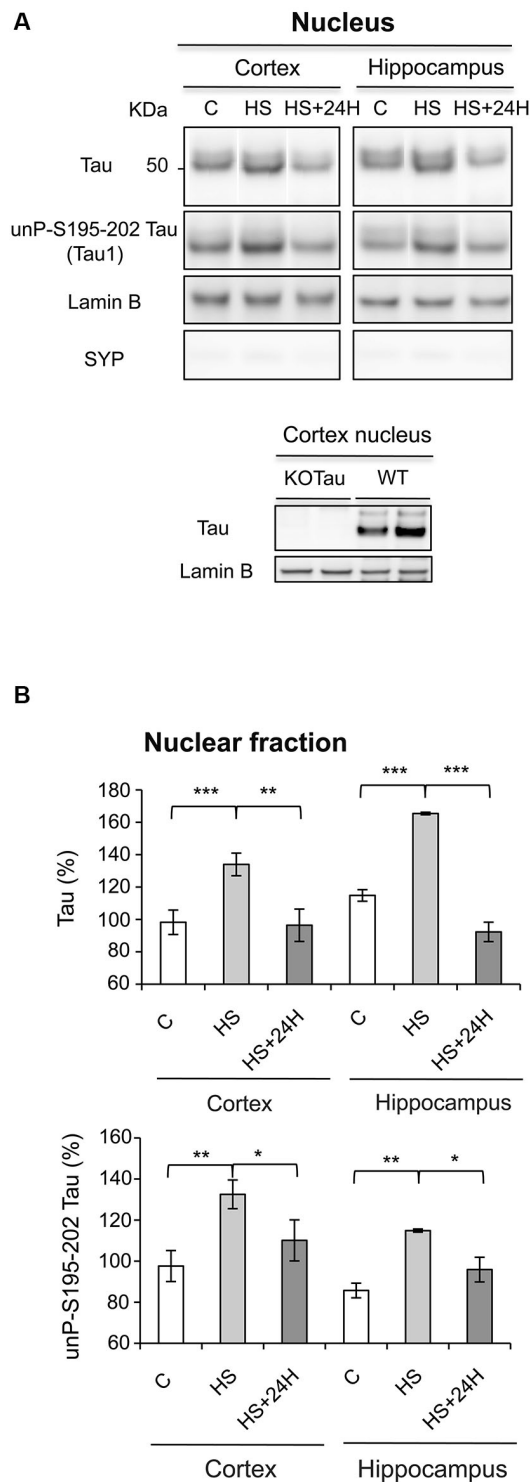 A
Nucleus
Cortex Hippocampus
KDa C HS HS+24H C HS HS+24H
Tau 50
unP-S195-202 Tau
(Tau1)
Lamin B
SYP
Cortex nucleus
KOTau WT
Tau
Lamin B
B
Nuclear fraction
Tau (%)
180
160
140
120
100
80
60
*** ** *** ***
C HS HS+24H C HS HS+24H
Cortex Hippocampus
unP-S195-202 Tau (%)
160
140
120
100
80
60
** * ** *
C HS HS+24H C HS HS+24H
Cortex Hippocampus